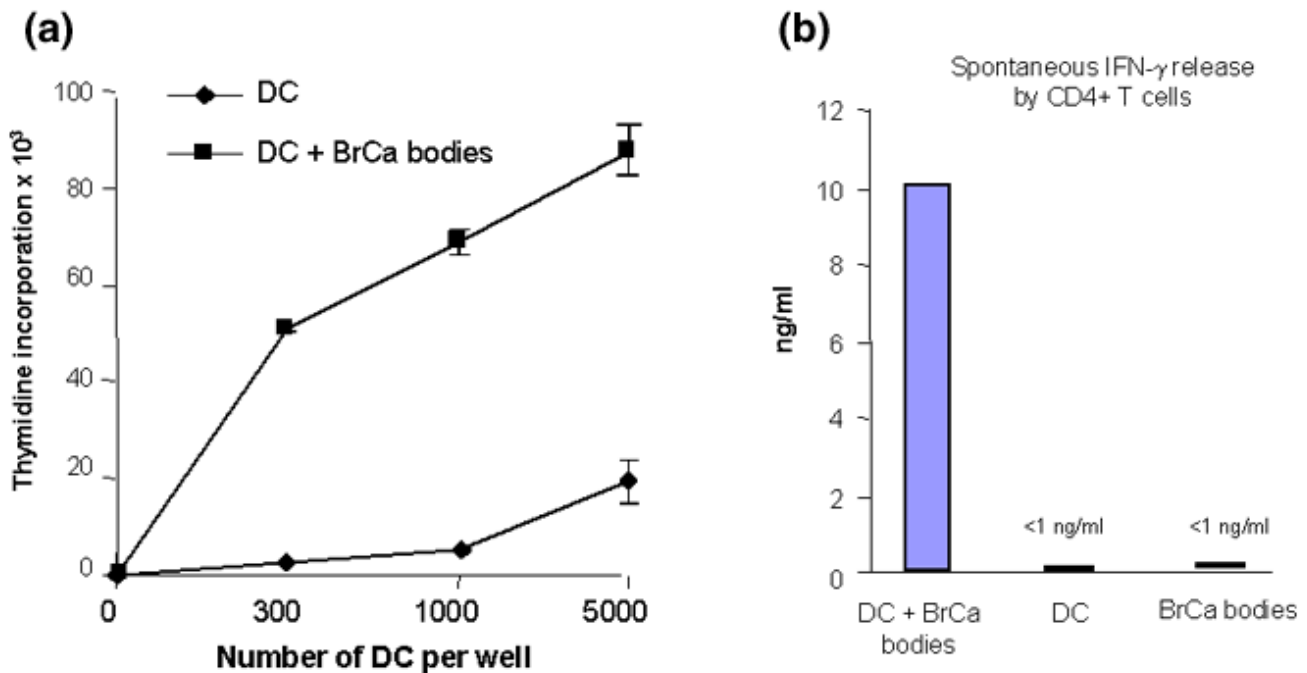 (a)
Thymidine incorporation x 10³
100
80
60
40
20
0
DC
DC + BrCa bodies
0 300 1000 5000
Number of DC per well
(b)
Spontaneous IFN-γ release
by CD4+ T cells
ng/ml
12
10
8
6
4
2
0
<1 ng/ml <1 ng/ml
DC + BrCa DC BrCa bodies
bodies